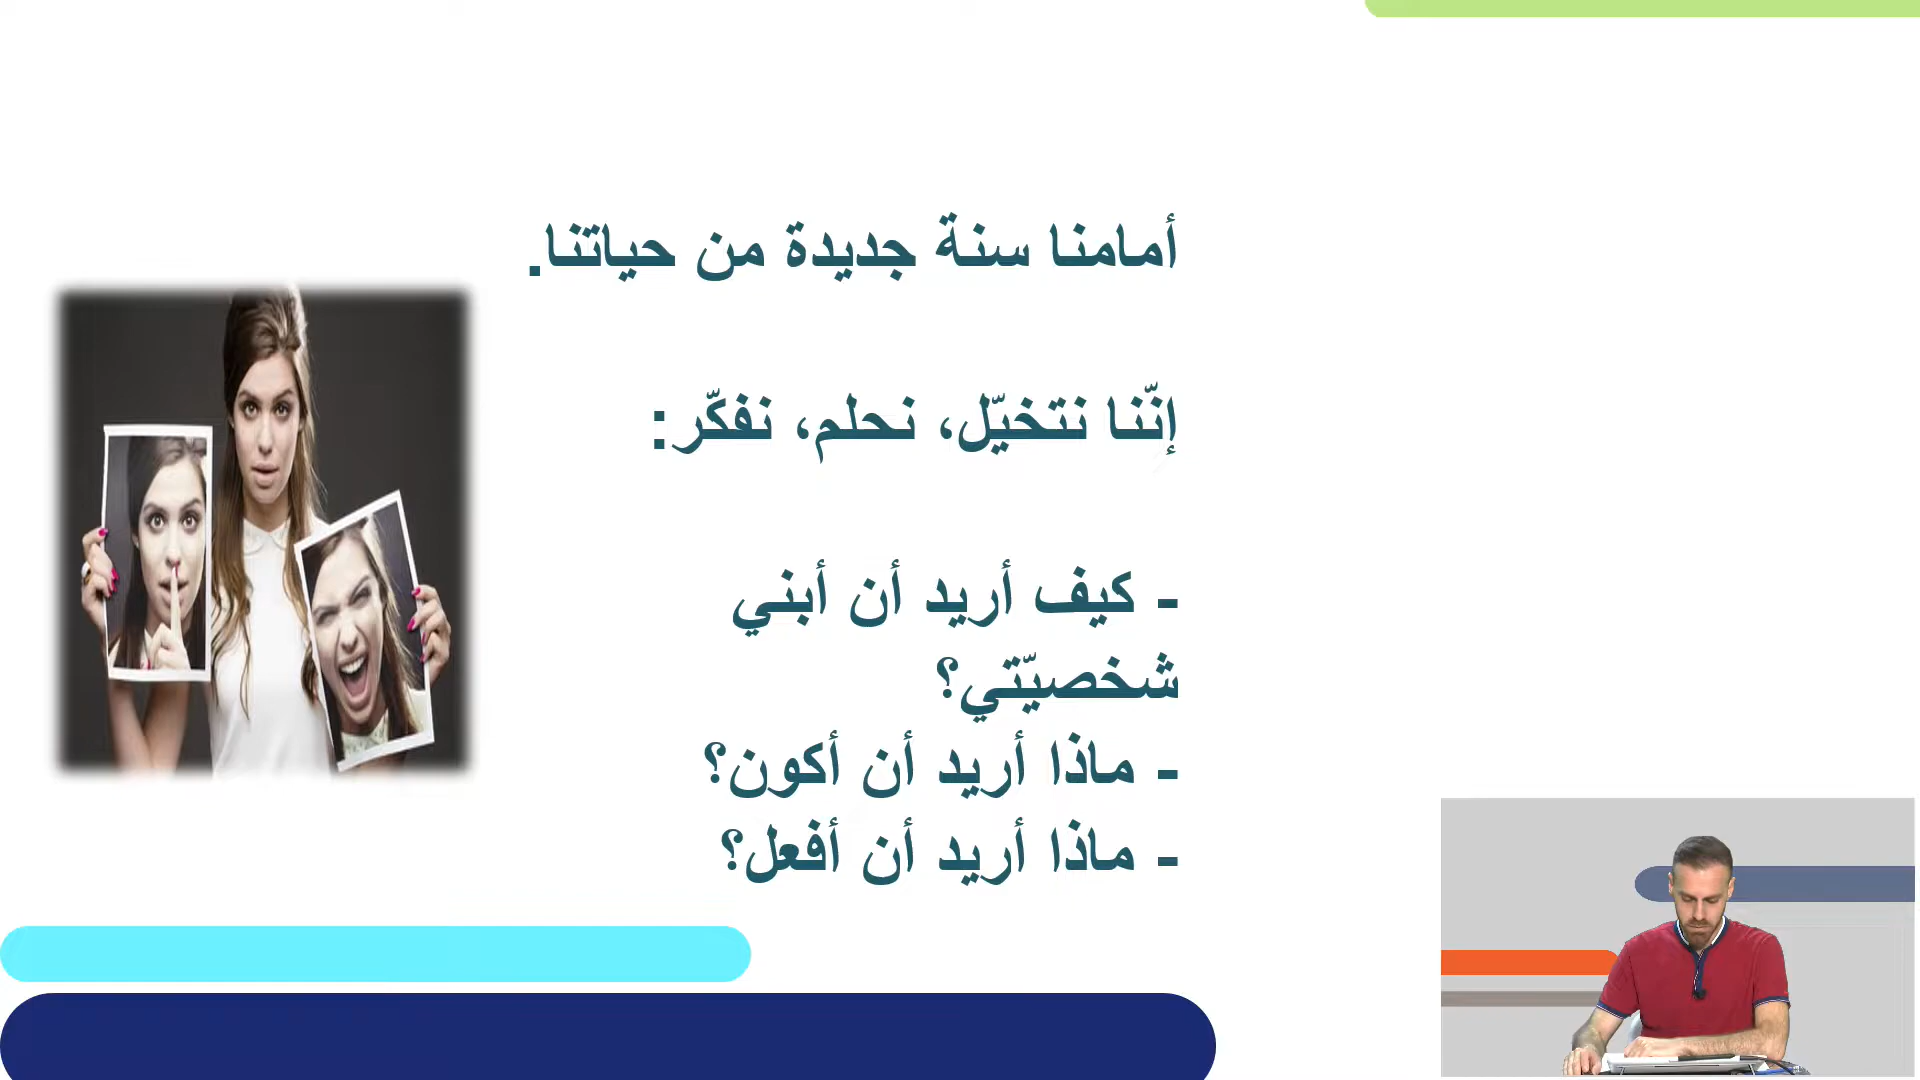 أمامنا سنة جديدة من حياتنا.
إنّنا نتخيّل، نحلم، نفكّر:
- كيف أريد أن أبني
شخصيّتي؟
- ماذا أريد أن أكون؟
- ماذا أريد أن أفعل؟